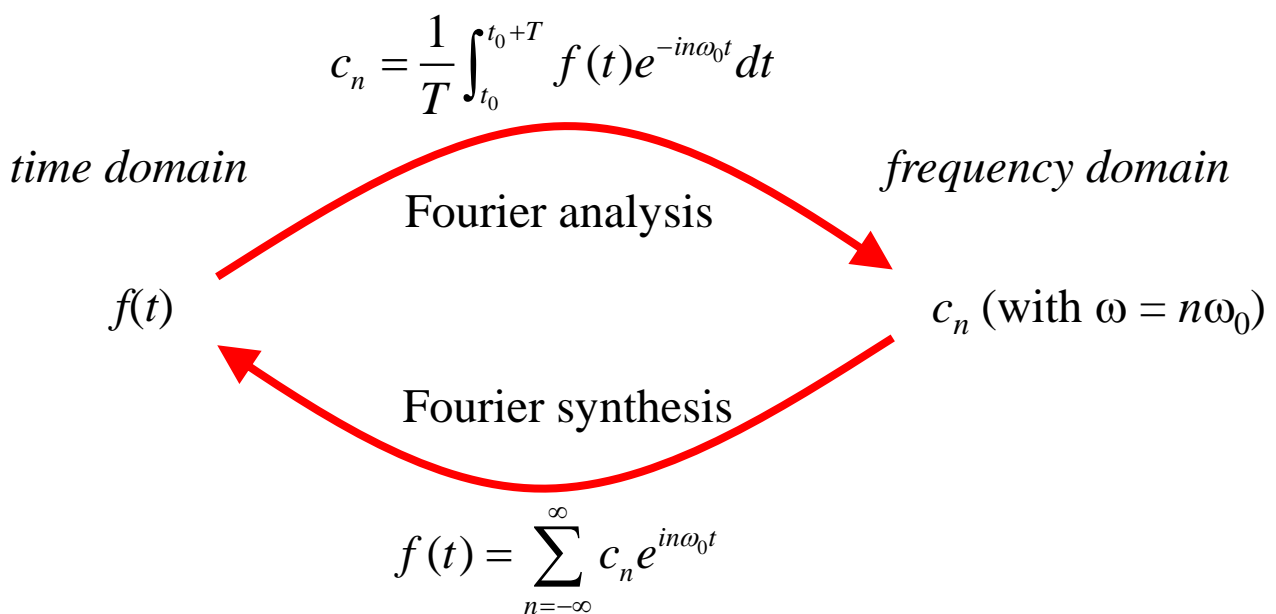 c_n = \frac{1}{T} \int_{t_0}^{t_0+T} f(t)e^{-in\omega_0 t} dt
time domain
frequency domain
Fourier analysis
f(t)
c_n (with ω = nω_0)
Fourier synthesis
f(t) = \sum_{n=-\infty}^{\infty} c_n e^{in\omega_0 t}